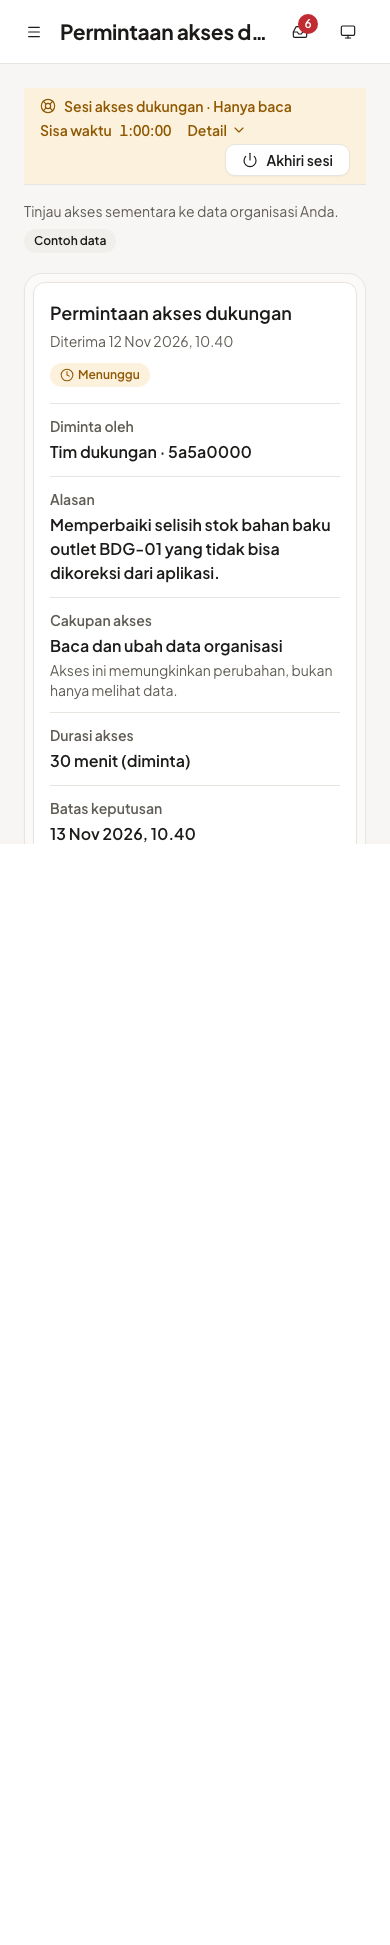 Permintaan akses d...
6
Sesi akses dukungan · Hanya baca
Sisa waktu 1:00:00 Detail
Akhiri sesi
Tinjau akses sementara ke data organisasi Anda.
Contoh data
Permintaan akses dukungan
Diterima 12 Nov 2026, 10.40
Menunggu
Diminta oleh
Tim dukungan · 5a5a0000
Alasan
Memperbaiki selisih stok bahan baku
outlet BDG-01 yang tidak bisa
dikoreksi dari aplikasi.
Cakupan akses
Baca dan ubah data organisasi
Akses ini memungkinkan perubahan, bukan
hanya melihat data.
Durasi akses
30 menit (diminta)
Batas keputusan
13 Nov 2026, 10.40